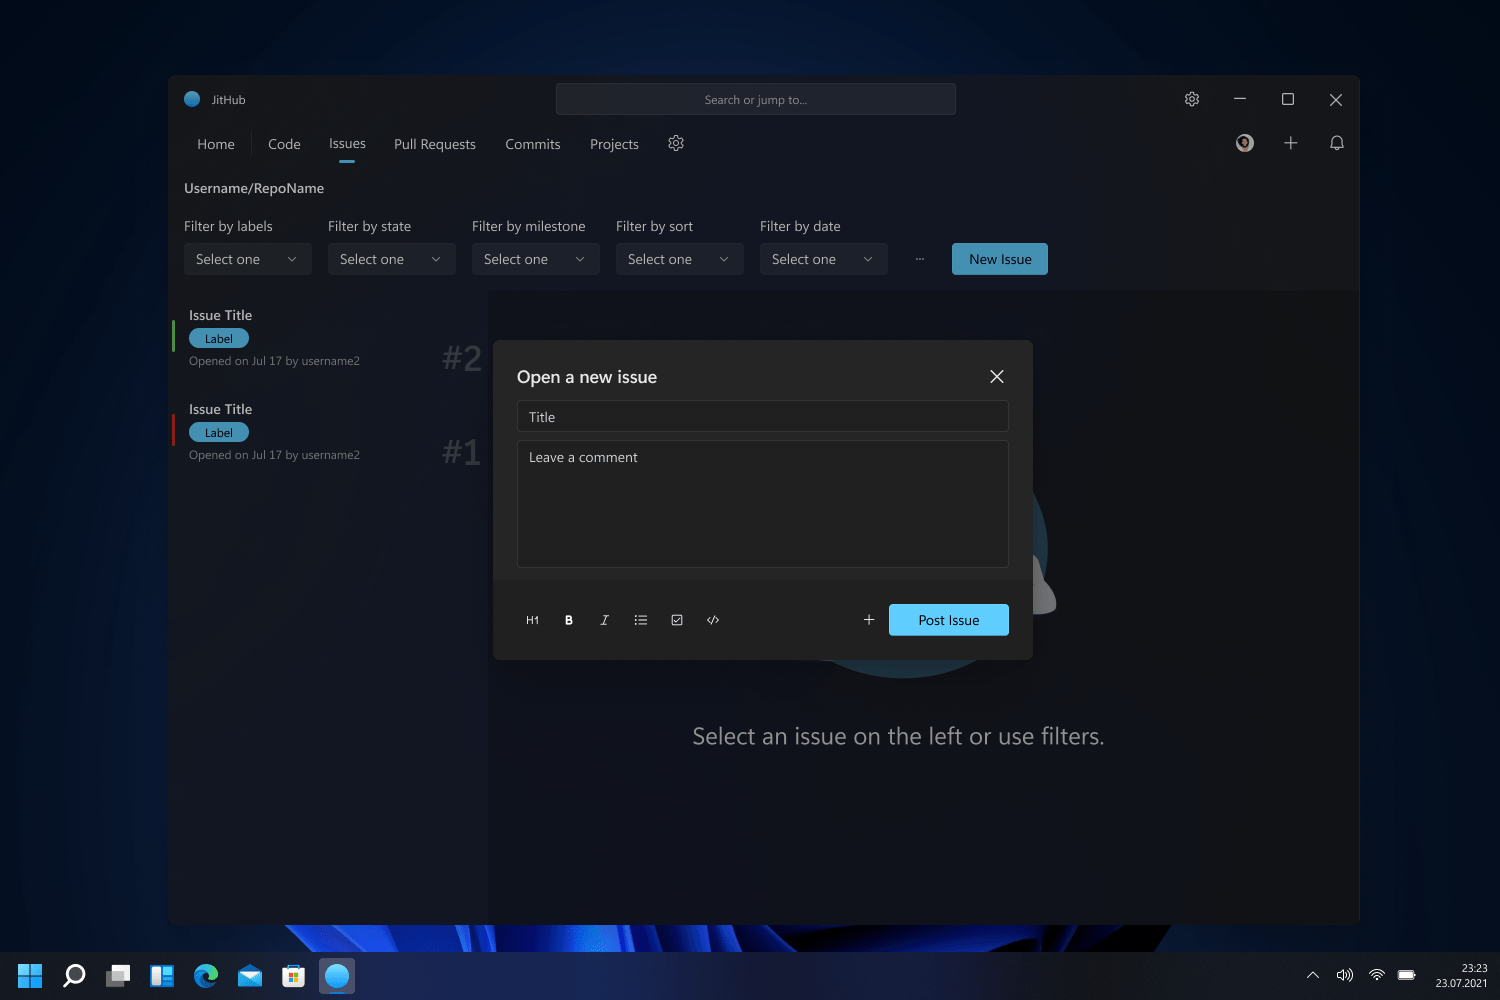 JitHub
Search or jump to...
Home Code Issues Pull Requests Commits Projects
Username/RepoName
Filter by labels Filter by state Filter by milestone Filter by sort Filter by date
Select one Select one Select one Select one Select one ... New Issue
Issue Title
Label
Opened on Jul 17 by username2
#2
Issue Title
Label
Opened on Jul 17 by username2
#1
Open a new issue
Title
Leave a comment
H1 B I
Post Issue
Select an issue on the left or use filters.
23:23
23.07.2021